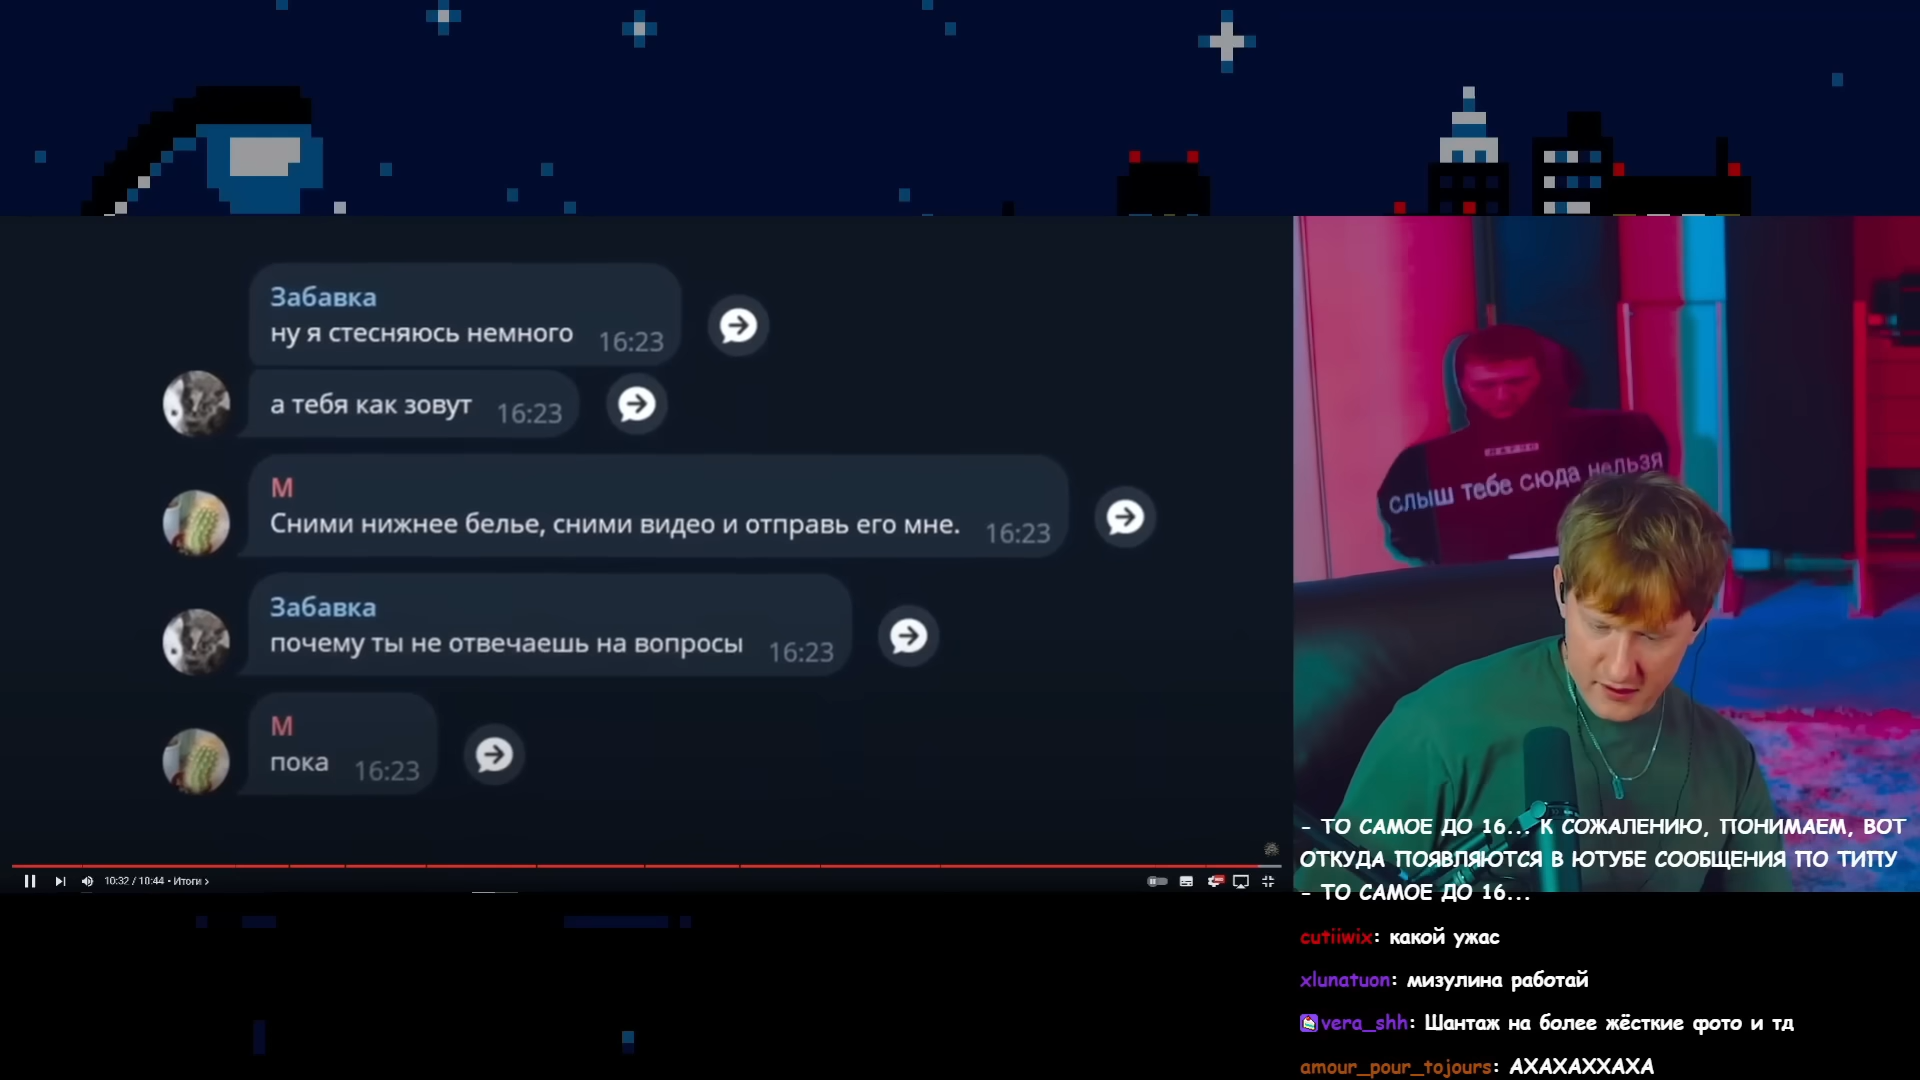 Забавка
ну я стесняюсь немного 16:23
а тебя как зовут 16:23
М
Сними нижнее белье, сними видео и отправь его мне. 16:23
Забавка
почему ты не отвечаешь на вопросы 16:23
М
пока 16:23
10:32 / 10:44 • Итоги ›
слыш тебе сюда нельзя
- ТО САМОЕ ДО 16... К СОЖАЛЕНИЮ, ПОНИМАЕМ, ВОТ
ОТКУДА ПОЯВЛЯЮТСЯ В ЮТУБЕ СООБЩЕНИЯ ПО ТИПУ
- ТО САМОЕ ДО 16...
cutiiwix: какой ужас
xlunatuon: мизулина работай
vera_shh: Шантаж на более жёсткие фото и тд
amour_pour_tojours: АХАХАХХАХА